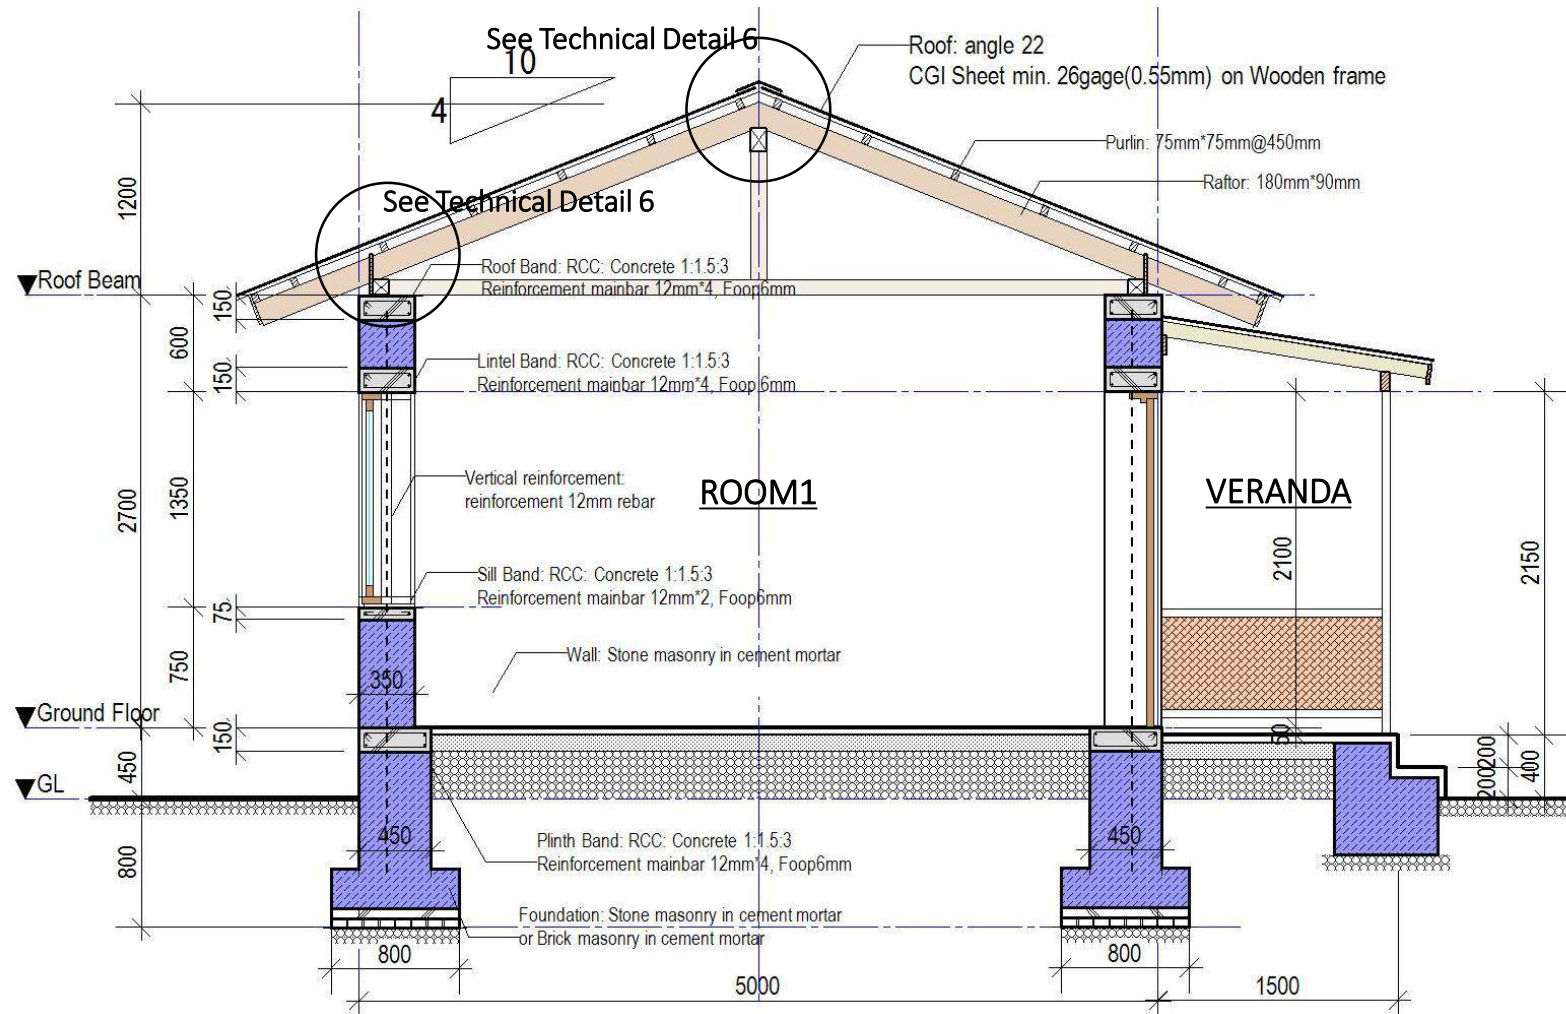 See Technical Detail 6
10
4
Roof: angle 22
CGI Sheet min. 26gage(0.55mm) on Wooden frame
Purlin: 75mm*75mm@450mm
Raftor: 180mm*90mm
1200
See Technical Detail 6
Roof Beam
Roof Band: RCC: Concrete 1:1.5:3
Reinforcement mainbar 12mm*4, Foop6mm
150
600
150
Lintel Band: RCC: Concrete 1:1.5:3
Reinforcement mainbar 12mm*4, Foop 6mm
Vertical reinforcement:
reinforcement 12mm rebar
ROOM1
VERANDA
2700
1350
2100
2150
Sill Band: RCC: Concrete 1:1.5:3
Reinforcement mainbar 12mm*2, Foop6mm
75
750
Wall: Stone masonry in cement mortar
350
Ground Floor
150
50
450
200
200
400
GL
800
450
450
Plinth Band: RCC: Concrete 1:1.5:3
Reinforcement mainbar 12mm*4, Foop6mm
Foundation: Stone masonry in cement mortar
or Brick masonry in cement mortar
800
800
5000
1500